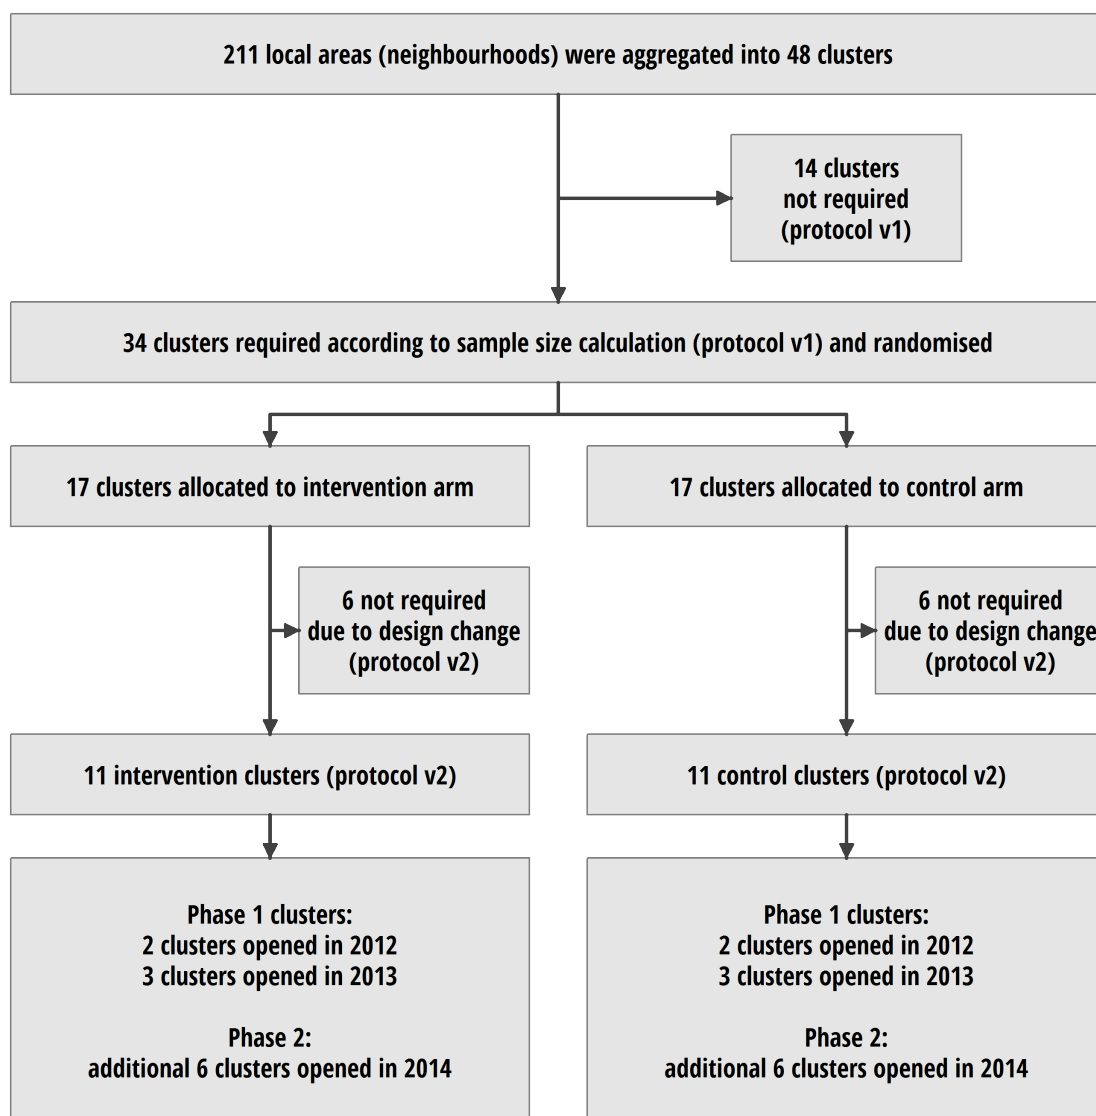 211 local areas (neighbourhoods) were aggregated into 48 clusters
14 clusters
not required
(protocol v1)
34 clusters required according to sample size calculation (protocol v1) and randomised
17 clusters allocated to intervention arm
17 clusters allocated to control arm
6 not required
due to design change
(protocol v2)
6 not required
due to design change
(protocol v2)
11 intervention clusters (protocol v2)
11 control clusters (protocol v2)
Phase 1 clusters:
2 clusters opened in 2012
3 clusters opened in 2013
Phase 2:
additional 6 clusters opened in 2014
Phase 1 clusters:
2 clusters opened in 2012
3 clusters opened in 2013
Phase 2:
additional 6 clusters opened in 2014